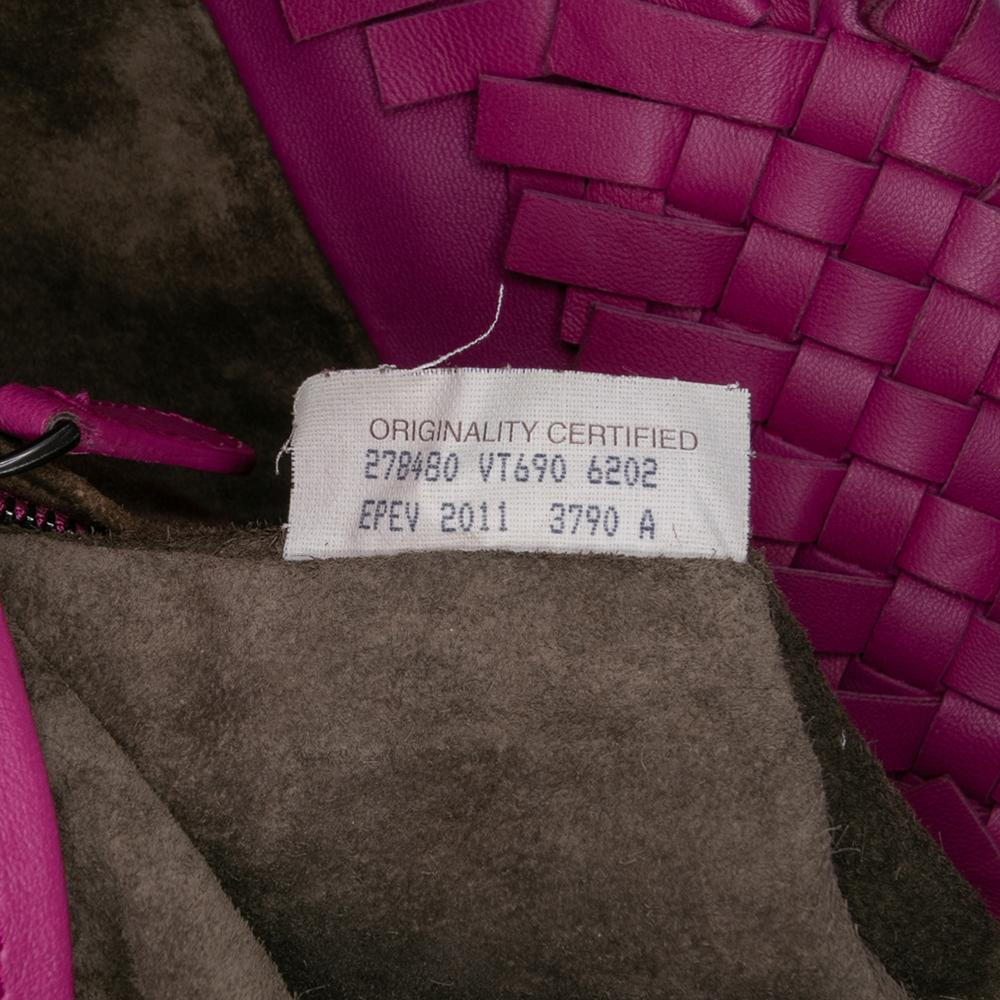 ORIGINALITY CERTIFIED
278480 VT690 6202
EPEV 2011 3790 A